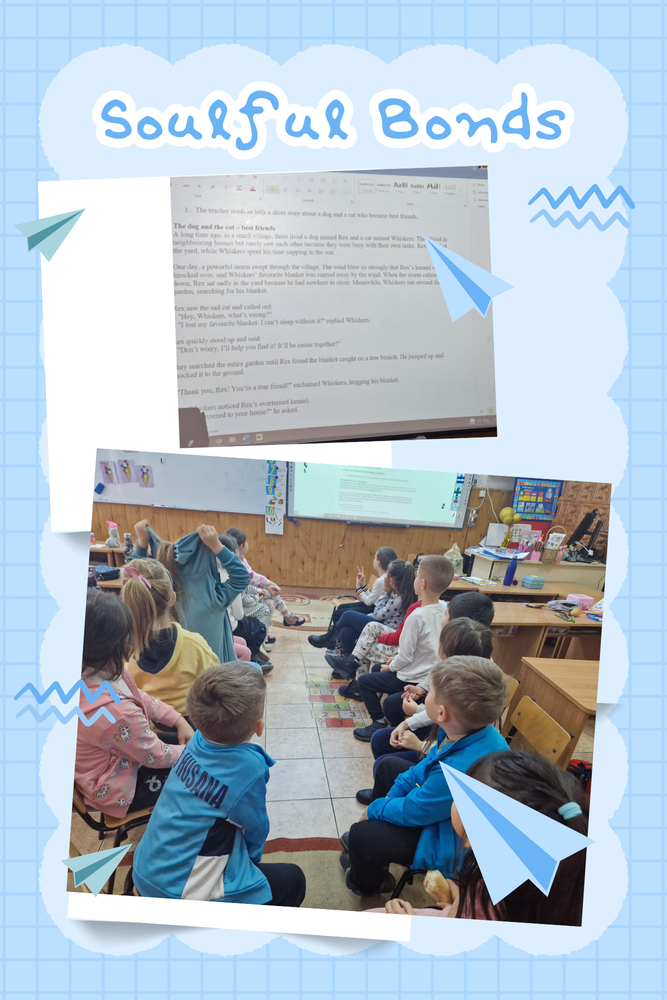 Soulful Bonds
AaBl AaBl
1. The teacher reads or tells a short story about a dog and a cat who became best friends.
The dog and the cat – best friends
A long time ago, in a small village, there lived a dog named Rex and a cat named Whiskers. They lived in
neighbouring houses but rarely saw each other because they were busy with their own tasks. Rex
the yard, while Whiskers spent his time napping in the sun.
One day, a powerful storm swept through the village. The wind blew so strongly that Rex's kennel
knocked over, and Whiskers' favourite blanket was carried away by the wind. When the storm calmed
down, Rex sat sadly in the yard because he had nowhere to sleep. Meanwhile, Whiskers ran around the
garden, searching for his blanket.
Rex saw the sad cat and called out:
"Hey, Whiskers, what's wrong?"
"I lost my favourite blanket. I can't sleep without it!" replied Whiskers.
Rex quickly stood up and said:
"Don't worry, I'll help you find it! It'll be easier together!"
They searched the entire garden until Rex found the blanket caught on a tree branch. He jumped up and
knocked it to the ground.
"Thank you, Rex! You're a true friend!" exclaimed Whiskers, hugging his blanket.
Whiskers noticed Rex's overturned kennel.
happened to your house?" he asked.
HUSANA